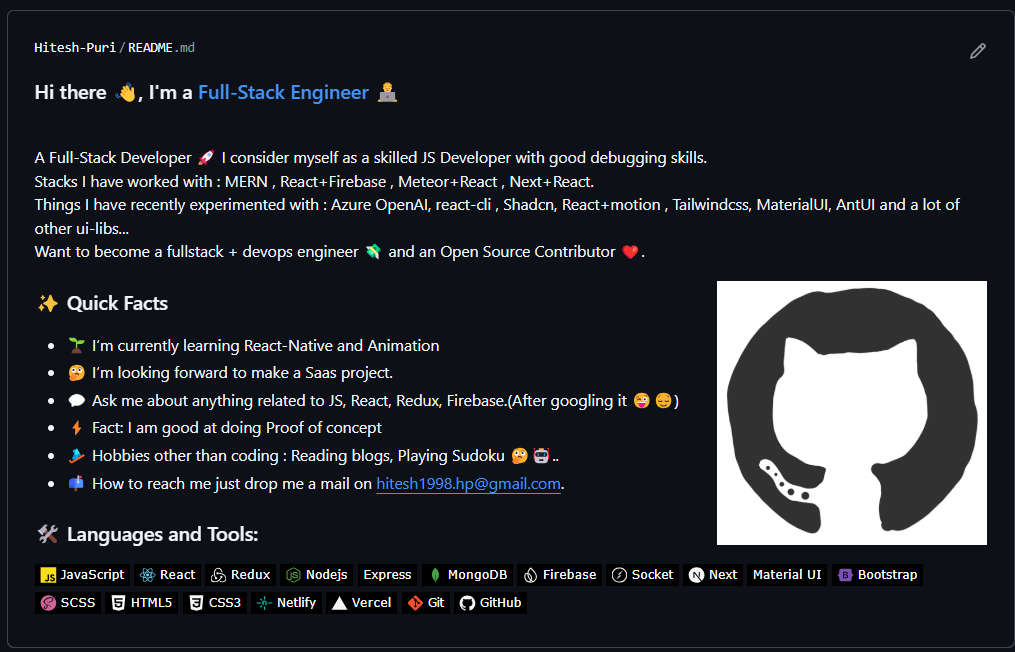 Hitesh-Puri/README.md
Hi there 👋, I'm a Full-Stack Engineer 👨‍💻
A Full-Stack Developer 🚀 I consider myself as a skilled JS Developer with good debugging skills.
Stacks I have worked with : MERN , React+Firebase , Meteor+React , Next+React.
Things I have recently experimented with : Azure OpenAI, react-cli , Shadcn, React+motion , Tailwindcss, MaterialUI, AntUI and a lot of
other ui-libs...
Want to become a fullstack + devops engineer 💸 and an Open Source Contributor ❤️.
✨ Quick Facts
• 🌱 I’m currently learning React-Native and Animation
• 🤔 I’m looking forward to make a Saas project.
• 💬 Ask me about anything related to JS, React, Redux, Firebase.(After googling it 😜😌)
• ⚡ Fact: I am good at doing Proof of concept
• 🏂 Hobbies other than coding : Reading blogs, Playing Sudoku 🤔🤖..
• 📫 How to reach me just drop me a mail on hitesh1998.hp@gmail.com.
🛠️ Languages and Tools:
JS JavaScript React Redux JS Nodejs Express MongoDB Firebase Socket N Next Material UI B Bootstrap
SCSS 5 HTML5 3 CSS3 Netlify Vercel Git GitHub